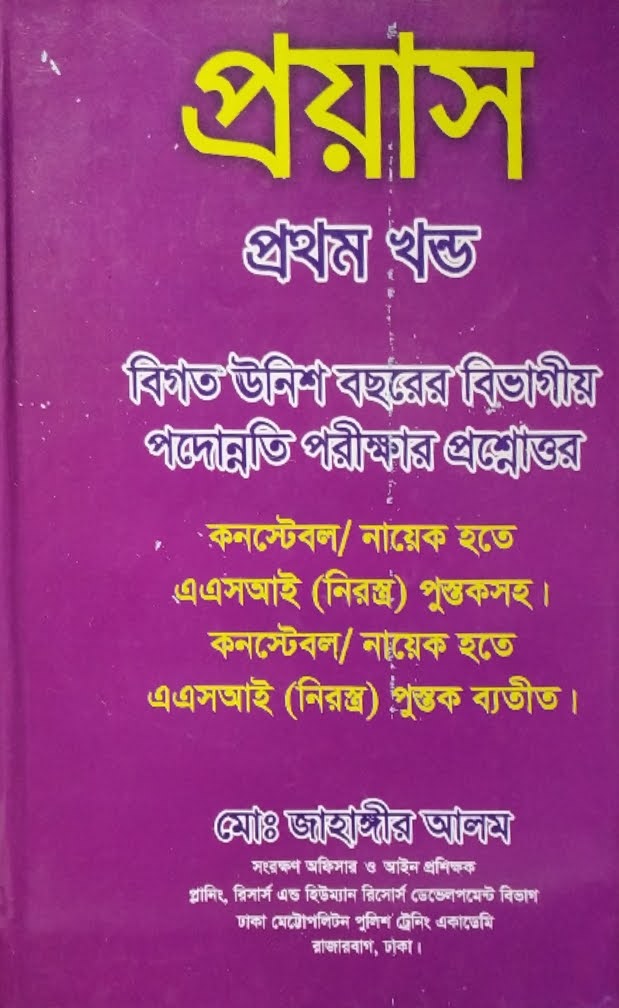 প্রয়াস
প্রথম খন্ড
বিগত ঊনিশ বছরের বিভাগীয়
পদোন্নতি পরীক্ষার প্রশ্নোত্তর
কনস্টেবল/ নায়েক হতে
এএসআই (নিরস্ত্র) পুস্তকসহ।
কনস্টেবল/ নায়েক হতে
এএসআই (নিরস্ত্র) পুস্তক ব্যতীত।
মোঃ জাহাঙ্গীর আলম
সংরক্ষণ অফিসার ও আইন প্রশিক্ষক
প্লানিং, রিসার্স এন্ড হিউম্যান রিসোর্স ডেভেলপমেন্ট বিভাগ
ঢাকা মেট্রোপলিটন পুলিশ ট্রেনিং একাডেমি
রাজারবাগ, ঢাকা।